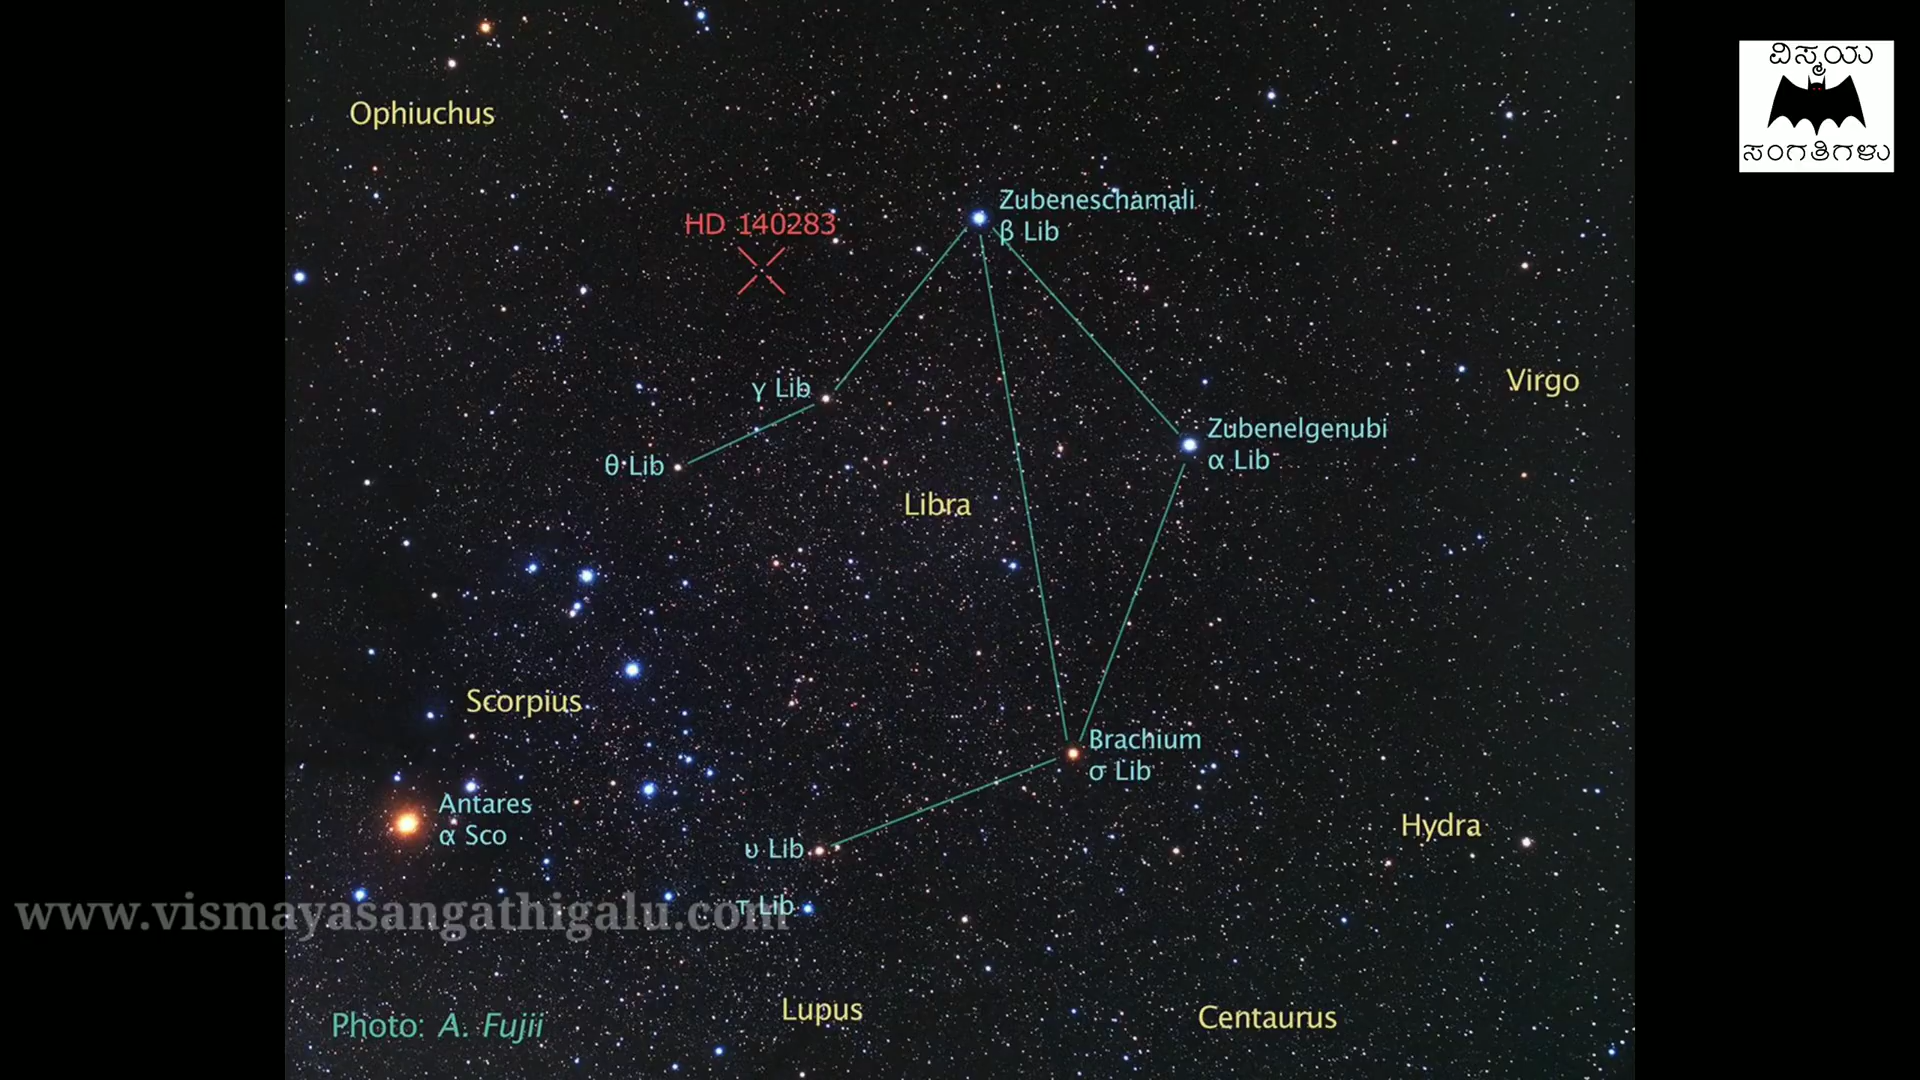 ವಿಸ್ಮಯ
ಸಂಗತಿಗಳು
Ophiuchus
HD 140283
Zubeneschamali
β Lib
γ Lib
Virgo
Zubenelgenubi
α Lib
θ Lib
Libra
Scorpius
Brachium
σ Lib
Antares
α Sco
Hydra
υ Lib
τ Lib
www.vismayasangathigalu.com
Lupus
Centaurus
Photo: A. Fujii